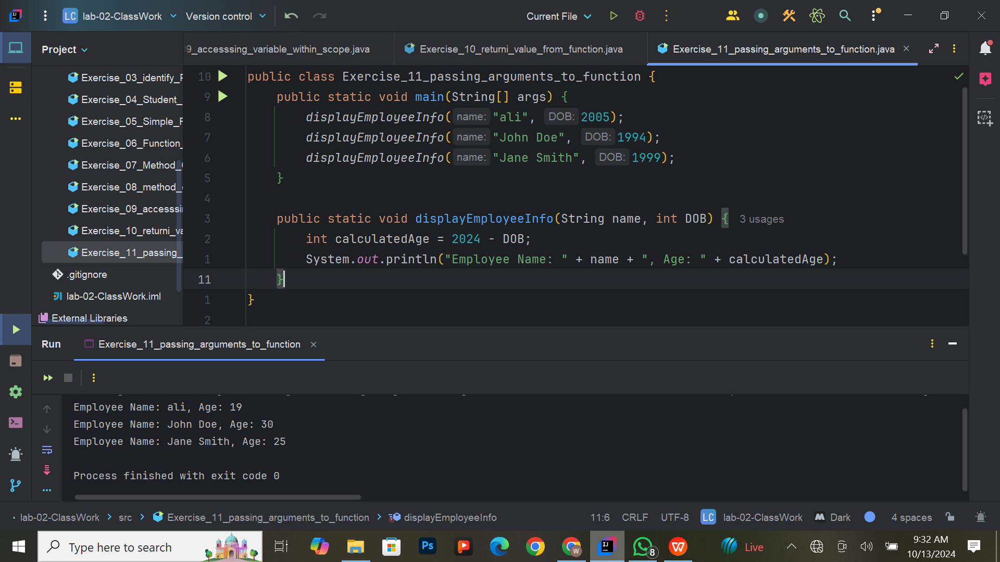 LC lab-02-ClassWork Version control Current File
Project
9_accesssing_variable_within_scope.java Exercise_10_returni_value_from_function.java Exercise_11_passing_arguments_to_function.java
Exercise_03_identify_
Exercise_04_Student_
Exercise_05_Simple_
Exercise_06_Function_
Exercise_07_Method_
Exercise_08_method_
Exercise_09_accesssi
Exercise_10_returni_va
Exercise_11_passing_
.gitignore
lab-02-ClassWork.iml
External Libraries
10 public class Exercise_11_passing_arguments_to_function {
9 public static void main(String[] args) {
8 displayEmployeeInfo( name: "ali", DOB: 2005);
7 displayEmployeeInfo( name: "John Doe", DOB: 1994);
6 displayEmployeeInfo( name: "Jane Smith", DOB: 1999);
5 }
4
3 public static void displayEmployeeInfo(String name, int DOB) { 3 usages
2 int calculatedAge = 2024 - DOB;
1 System.out.println("Employee Name: " + name + ", Age: " + calculatedAge);
11 }
1 }
2
Run Exercise_11_passing_arguments_to_function
Employee Name: ali, Age: 19
Employee Name: John Doe, Age: 30
Employee Name: Jane Smith, Age: 25
Process finished with exit code 0
lab-02-ClassWork > src > Exercise_11_passing_arguments_to_function > displayEmployeeInfo 11:6 CRLF UTF-8 LC lab-02-ClassWork Dark 4 spaces
Type here to search Ps W IJ 8 Live 9:32 AM
10/13/2024